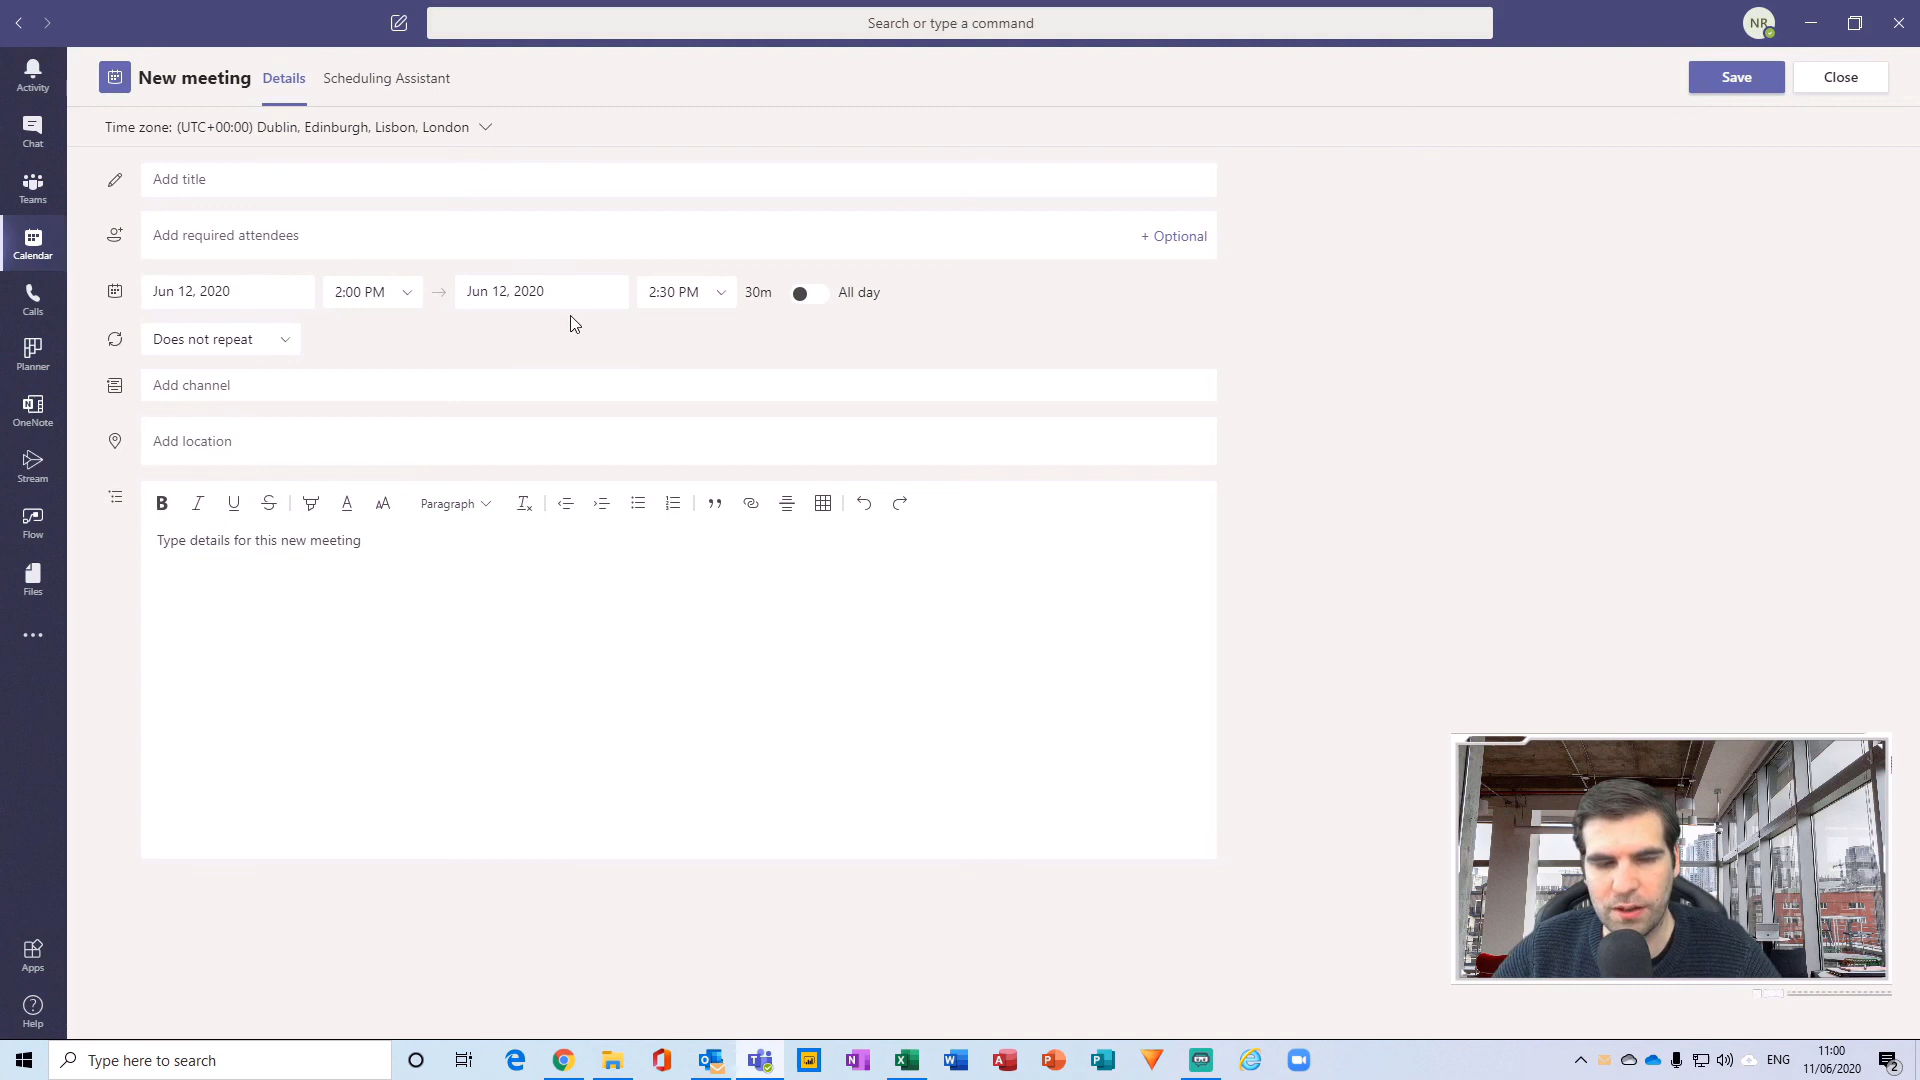 Search or type a command
NR
New meeting
Details
Scheduling Assistant
Save
Close
Time zone: (UTC+00:00) Dublin, Edinburgh, Lisbon, London
Activity
Chat
Teams
Calendar
Calls
Planner
OneNote
Stream
Flow
Files
Apps
Help
Add title
Add required attendees
+ Optional
Jun 12, 2020
2:00 PM
Jun 12, 2020
2:30 PM
30m
All day
Does not repeat
Add channel
Add location
B I U S A AA Paragraph
Type details for this new meeting
Type here to search
ENG
11:00
11/06/2020
2